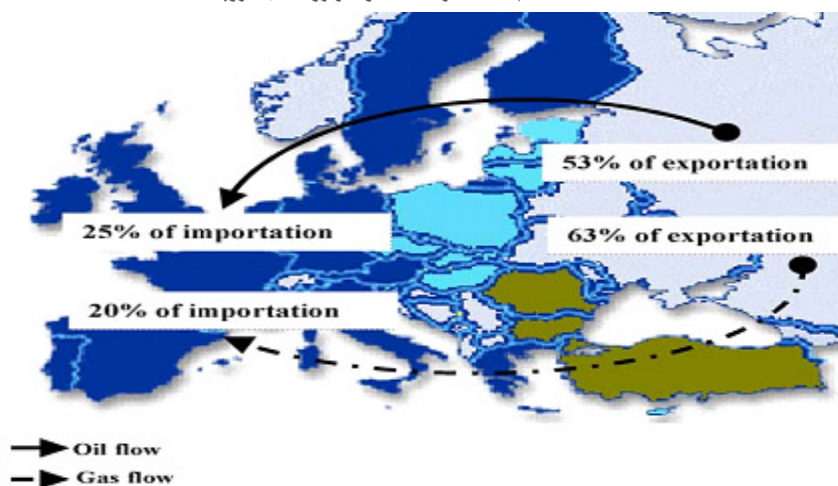 53% of exportation
25% of importation
63% of exportation
20% of importation
Oil flow
Gas flow